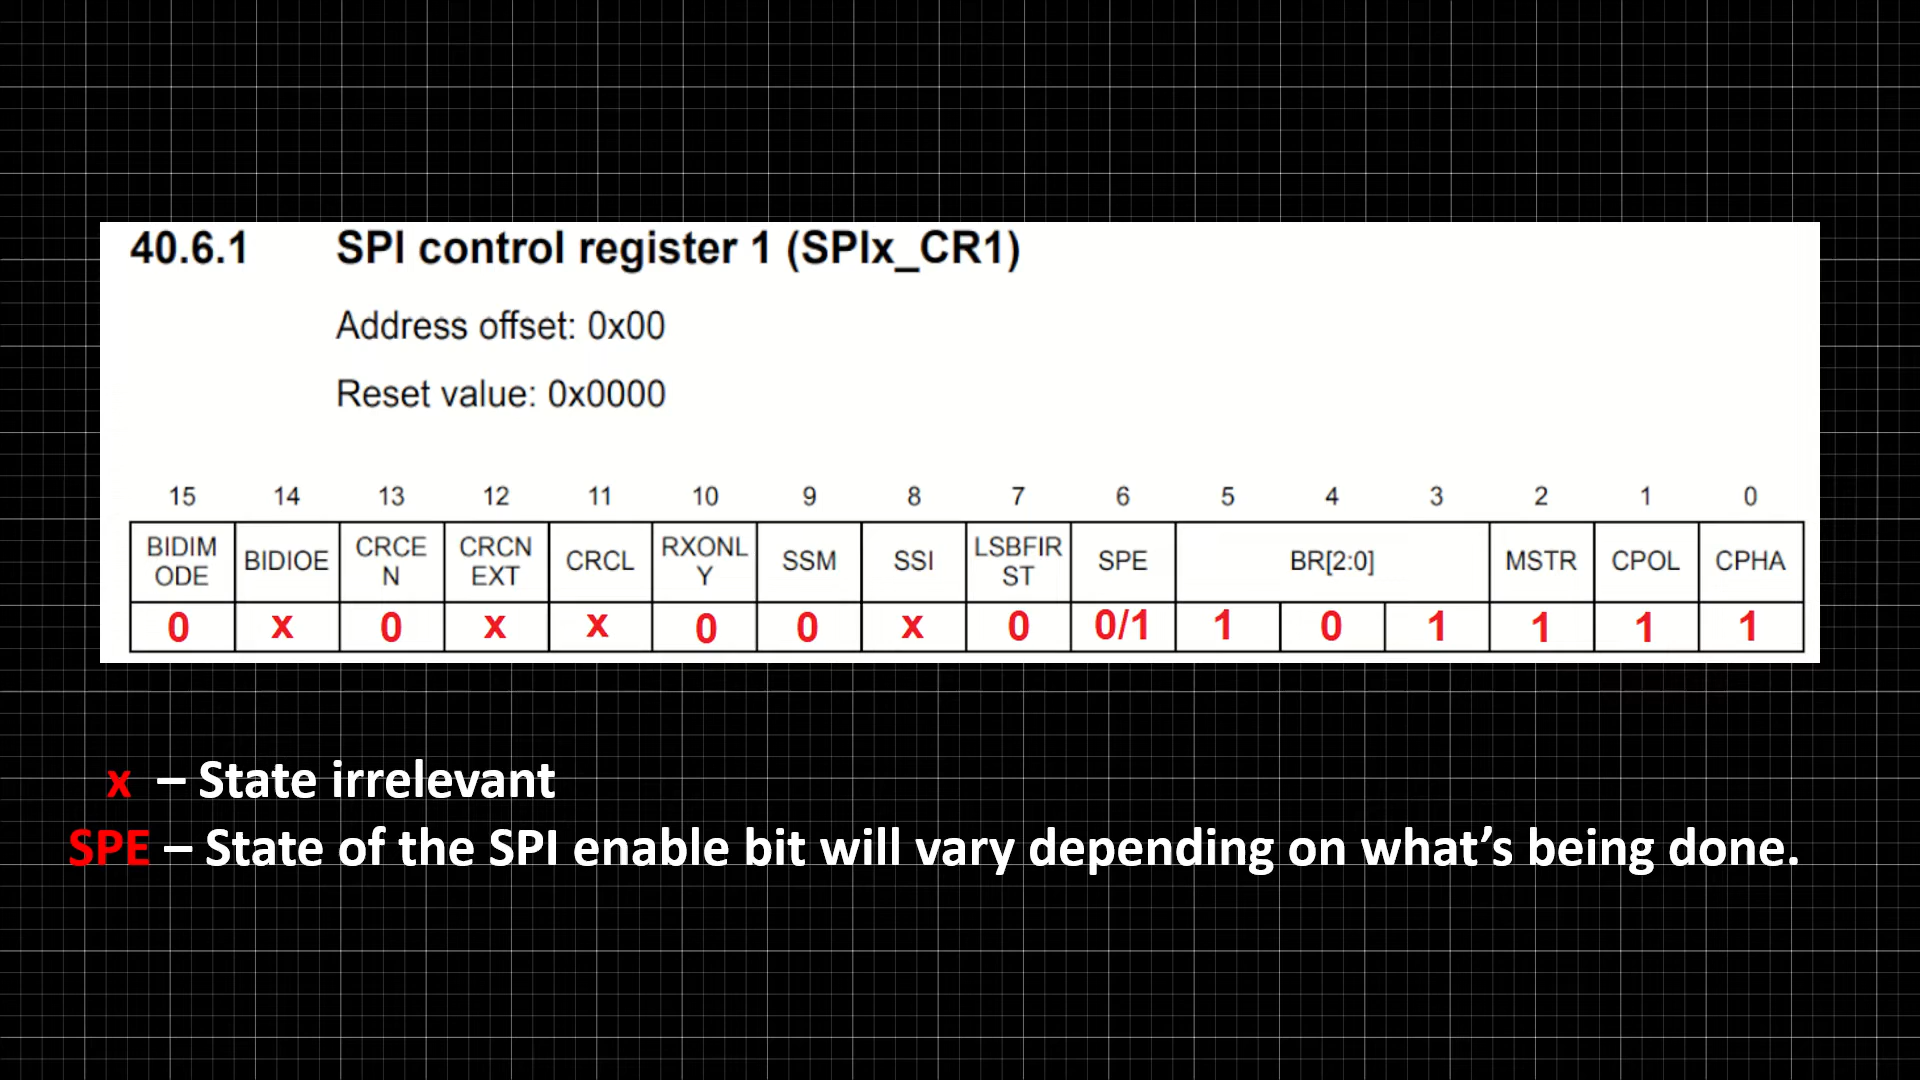 40.6.1 SPI control register 1 (SPIx_CR1)
Address offset: 0x00
Reset value: 0x0000
15 14 13 12 11 10 9 8 7 6 5 4 3 2 1 0
BIDIM ODE BIDIOE CRCE N CRCN EXT CRCL RXONL Y SSM SSI LSBFIR ST SPE BR[2:0] MSTR CPOL CPHA
0 x 0 x x 0 0 x 0 0/1 1 0 1 1 1 1
x – State irrelevant
SPE – State of the SPI enable bit will vary depending on what’s being done.